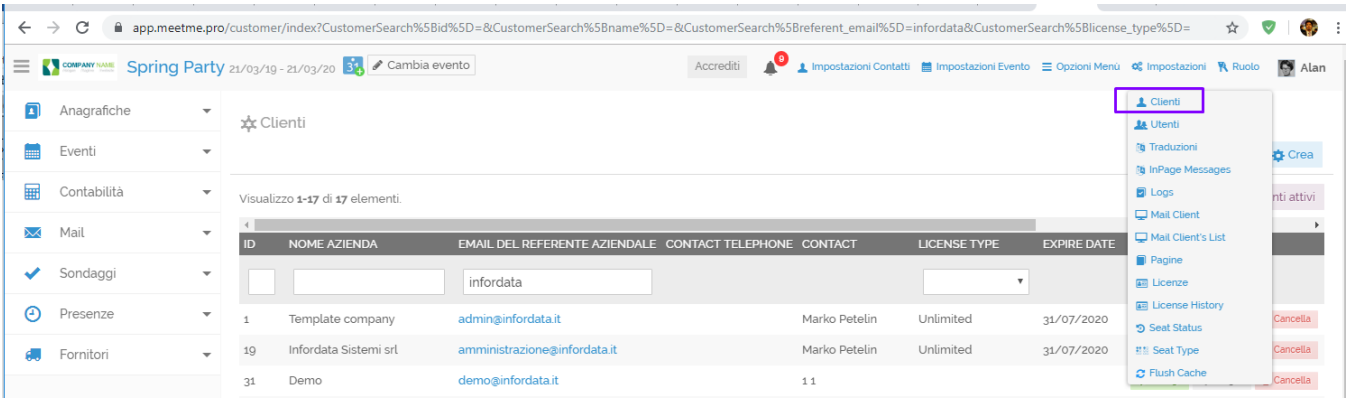 app.meetme.pro/customer/index?CustomerSearch%5Bid%5D=&CustomerSearch%5Bname%5D=&CustomerSearch%5Breferent_email%5D=infordata&CustomerSearch%5Blicense_type%5D=
COMPANY NAME Spring Party 21/03/19 - 21/03/20 Cambia evento Accrediti 9 Impostazioni Contatti Impostazioni Evento Opzioni Menù Impostazioni Ruolo Alan
Anagrafiche
Eventi
Contabilità
Mail
Sondaggi
Presenze
Fornitori
Clienti
Crea
nti attivi
Visualizzo 1-17 di 17 elementi.
ID NOME AZIENDA EMAIL DEL REFERENTE AZIENDALE CONTACT TELEPHONE CONTACT LICENSE TYPE EXPIRE DATE
infordata
1 Template company admin@infordata.it Marko Petelin Unlimited 31/07/2020 Cancella
19 Infordata Sistemi srl amministrazione@infordata.it Marko Petelin Unlimited 31/07/2020 Cancella
31 Demo demo@infordata.it 1 1 Cancella
Clienti
Utenti
Traduzioni
InPage Messages
Logs
Mail Client
Mail Client's List
Pagine
Licenze
License History
Seat Status
Seat Type
Flush Cache